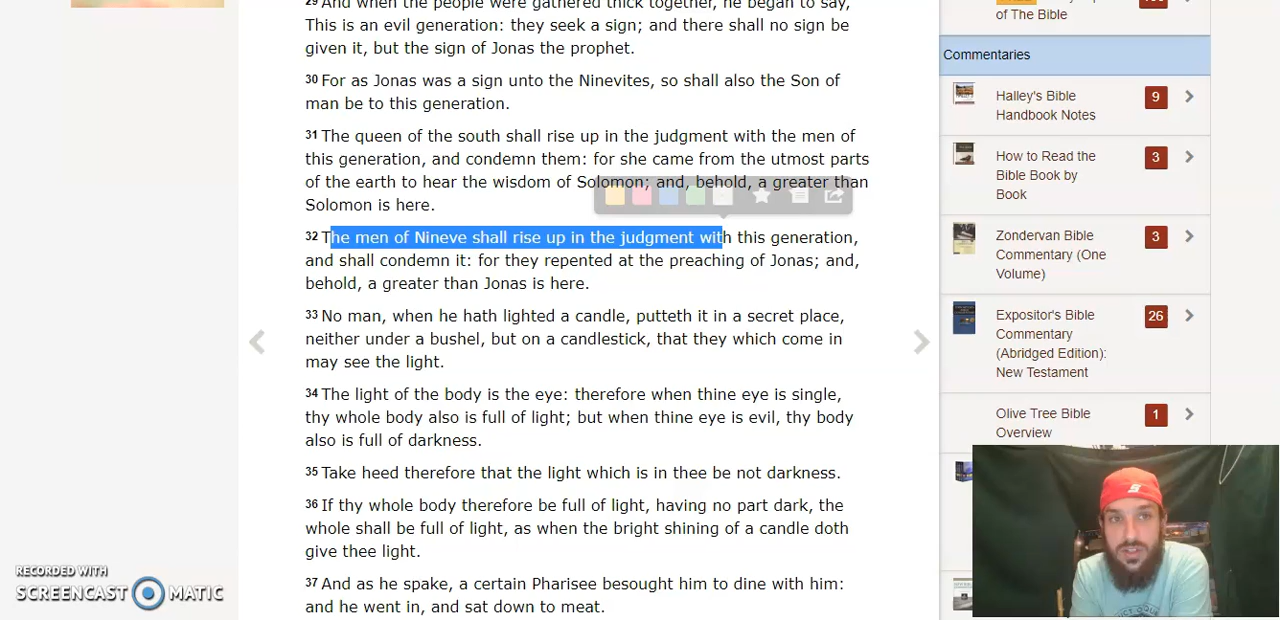 29 And when the people were gathered thick together, he began to say,
This is an evil generation: they seek a sign; and there shall no sign be
given it, but the sign of Jonas the prophet.
30 For as Jonas was a sign unto the Ninevites, so shall also the Son of
man be to this generation.
31 The queen of the south shall rise up in the judgment with the men of
this generation, and condemn them: for she came from the utmost parts
of the earth to hear the wisdom of Solomon; and, behold, a greater than
Solomon is here.
32 The men of Nineve shall rise up in the judgment with this generation,
and shall condemn it: for they repented at the preaching of Jonas; and,
behold, a greater than Jonas is here.
33 No man, when he hath lighted a candle, putteth it in a secret place,
neither under a bushel, but on a candlestick, that they which come in
may see the light.
34 The light of the body is the eye: therefore when thine eye is single,
thy whole body also is full of light; but when thine eye is evil, thy body
also is full of darkness.
35 Take heed therefore that the light which is in thee be not darkness.
36 If thy whole body therefore be full of light, having no part dark, the
whole shall be full of light, as when the bright shining of a candle doth
give thee light.
37 And as he spake, a certain Pharisee besought him to dine with him:
and he went in, and sat down to meat.
of The Bible
Commentaries
Halley's Bible 9
Handbook Notes
How to Read the 3
Bible Book by
Book
Zondervan Bible 3
Commentary (One
Volume)
Expositor's Bible 26
Commentary
(Abridged Edition):
New Testament
Olive Tree Bible 1
Overview
RECORDED WITH
SCREENCAST MATIC